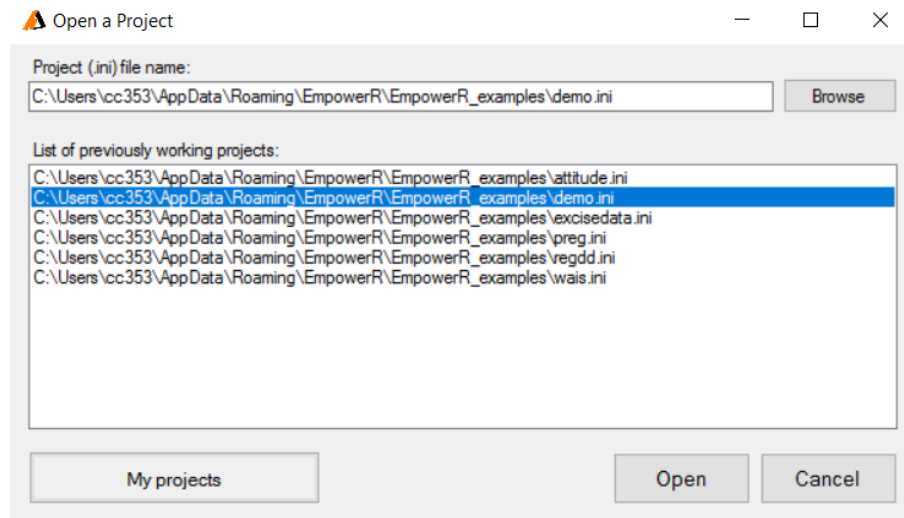 Open a Project
Project (.ini) file name:
C:\Users\cc353\AppData\Roaming\EmpowerR\EmpowerR_examples\demo.ini
Browse
List of previously working projects:
C:\Users\cc353\AppData\Roaming\EmpowerR\EmpowerR_examples\attitude.ini
C:\Users\cc353\AppData\Roaming\EmpowerR\EmpowerR_examples\demo.ini
C:\Users\cc353\AppData\Roaming\EmpowerR\EmpowerR_examples\excisedata.ini
C:\Users\cc353\AppData\Roaming\EmpowerR\EmpowerR_examples\preg.ini
C:\Users\cc353\AppData\Roaming\EmpowerR\EmpowerR_examples\regdd.ini
C:\Users\cc353\AppData\Roaming\EmpowerR\EmpowerR_examples\wais.ini
My projects
Open
Cancel